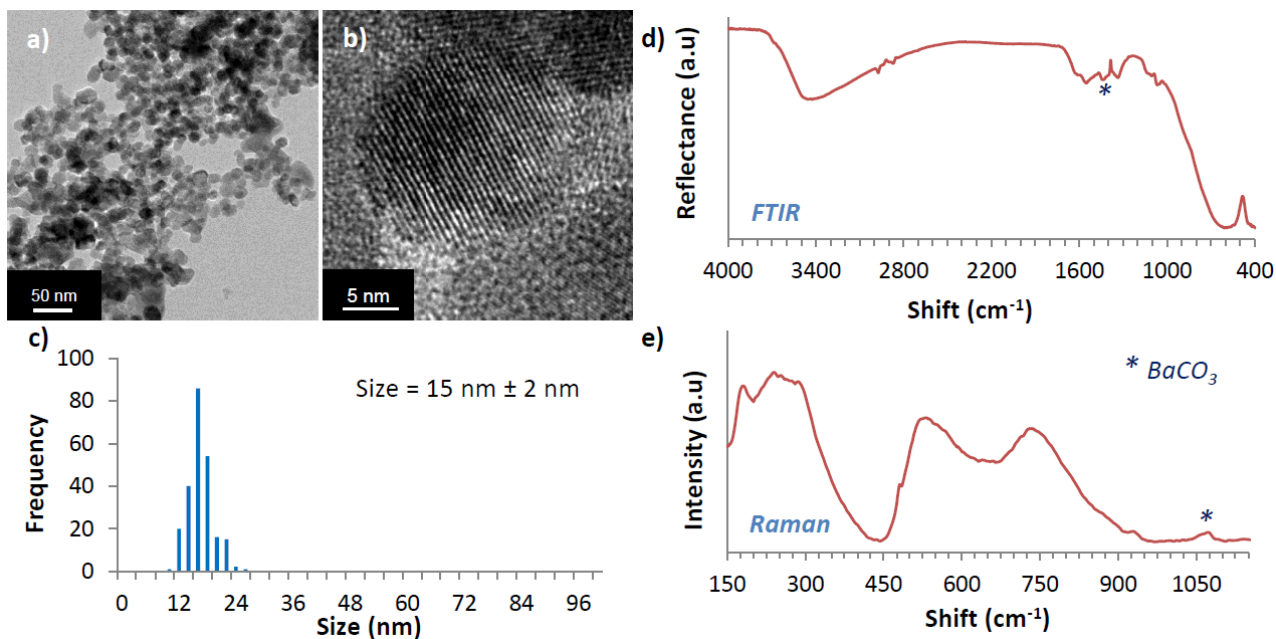 a)
50 nm
b)
5 nm
c)
Size = 15 nm ± 2 nm
Frequency
100
80
60
40
20
0
0 12 24 36 48 60 72 84 96
Size (nm)
d)
Reflectance (a.u)
*
FTIR
4000 3400 2800 2200 1600 1000 400
Shift (cm⁻¹)
e)
* BaCO₃
Intensity (a.u)
*
Raman
150 300 450 600 750 900 1050
Shift (cm⁻¹)